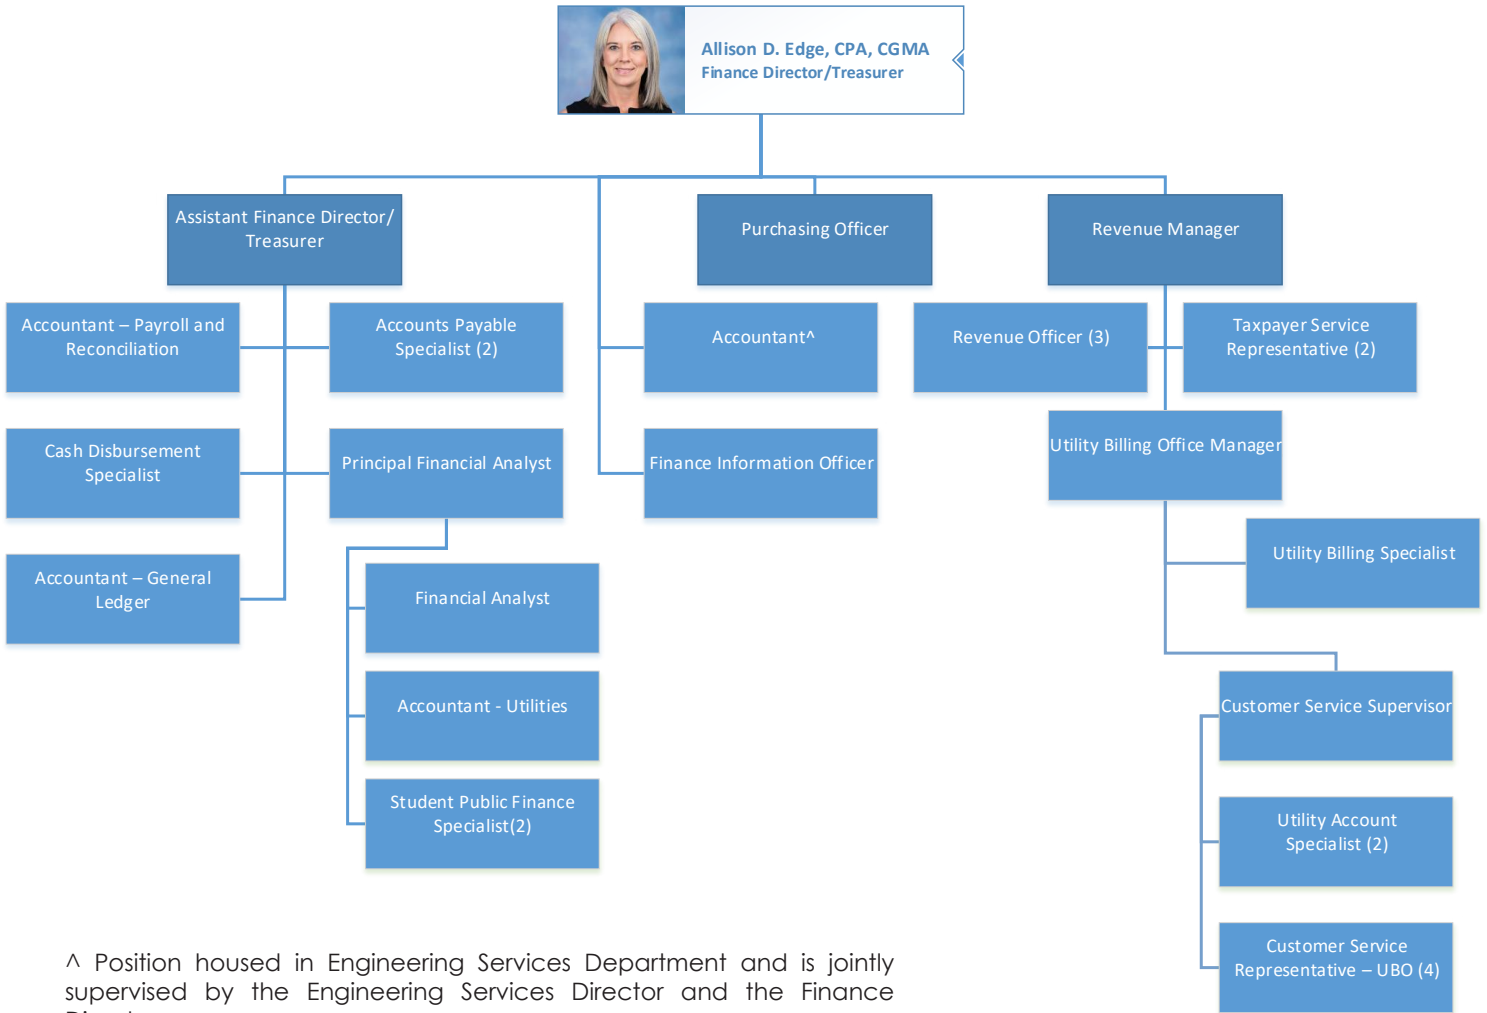 Allison D. Edge, CPA, CGMA
Finance Director/Treasurer
Assistant Finance Director/
Treasurer
Purchasing Officer
Revenue Manager
Accountant – Payroll and
Reconciliation
Accounts Payable
Specialist (2)
Accountant^
Revenue Officer (3)
Taxpayer Service
Representative (2)
Cash Disbursement
Specialist
Principal Financial Analyst
Finance Information Officer
Utility Billing Office Manager
Utility Billing Specialist
Accountant – General
Ledger
Financial Analyst
Accountant - Utilities
Customer Service Supervisor
Student Public Finance
Specialist(2)
Utility Account
Specialist (2)
Customer Service
Representative – UBO (4)
^ Position housed in Engineering Services Department and is jointly
supervised by the Engineering Services Director and the Finance